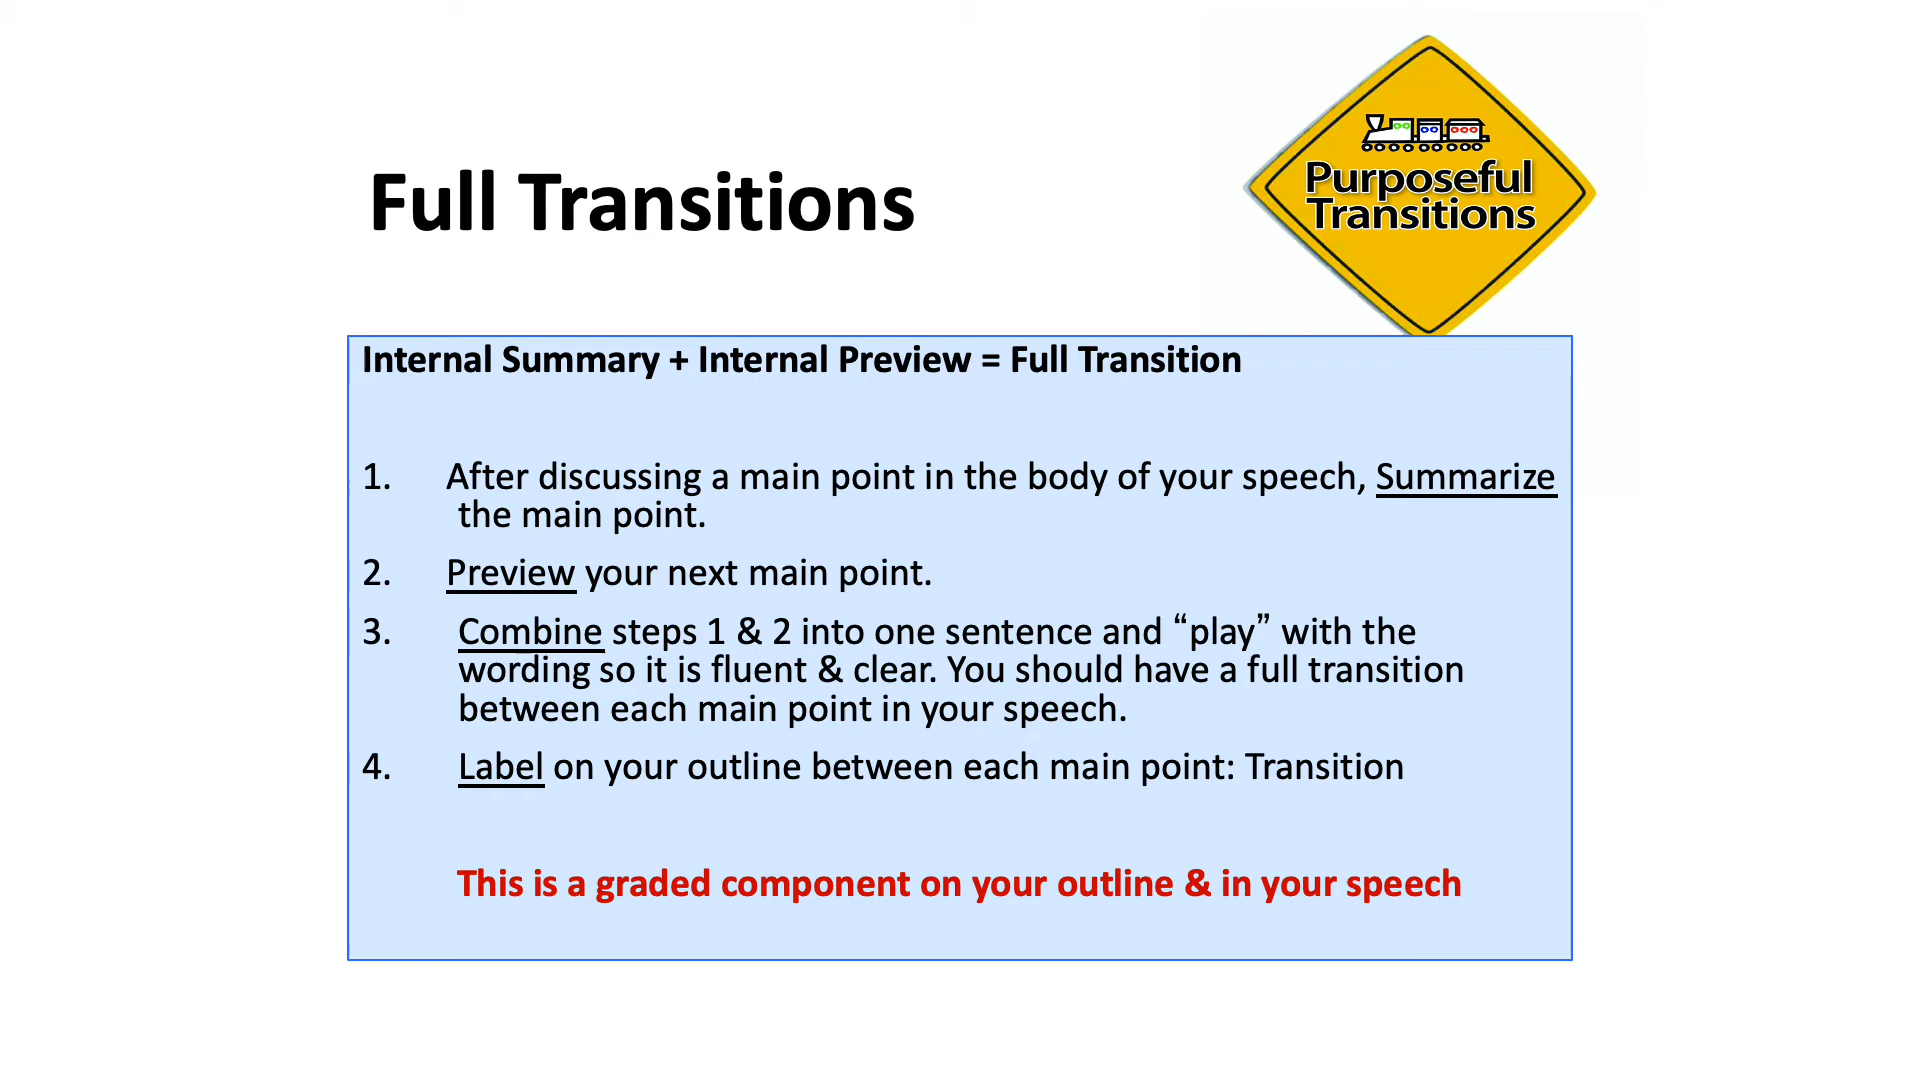 Purposeful
Transitions
Full Transitions
Internal Summary + Internal Preview = Full Transition
1. After discussing a main point in the body of your speech, Summarize
the main point.
2. Preview your next main point.
3. Combine steps 1 & 2 into one sentence and “play” with the
wording so it is fluent & clear. You should have a full transition
between each main point in your speech.
4. Label on your outline between each main point: Transition
This is a graded component on your outline & in your speech